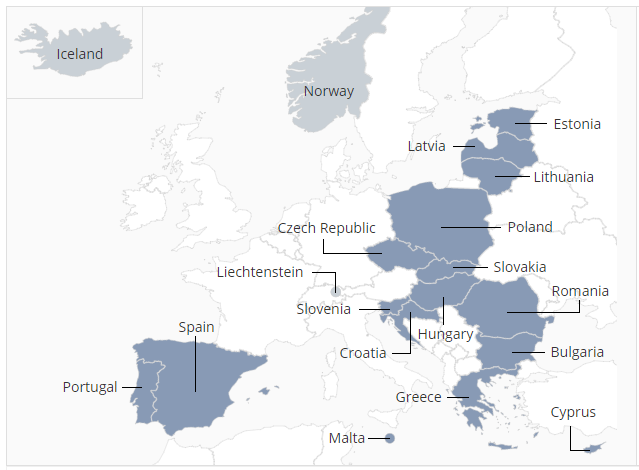 Iceland
Norway
Estonia
Latvia
Lithuania
Poland
Czech Republic
Slovakia
Liechtenstein
Romania
Slovenia
Spain
Hungary
Croatia
Bulgaria
Portugal
Greece
Cyprus
Malta